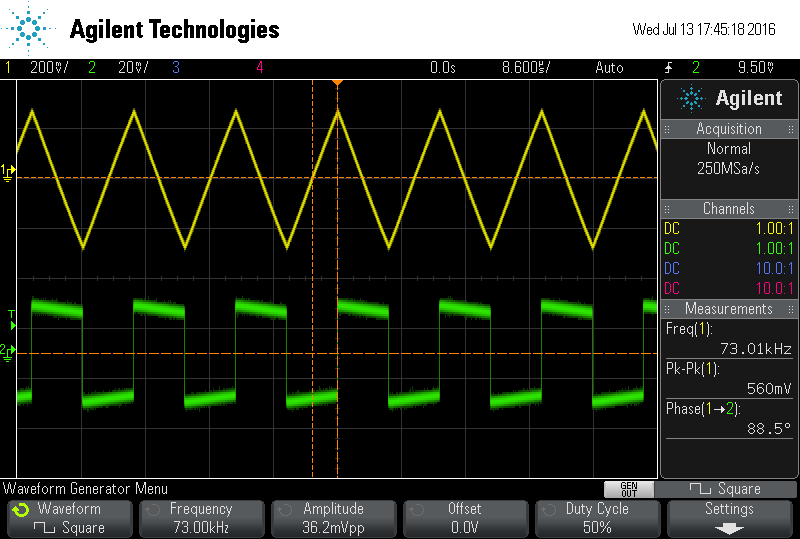 Agilent Technologies
Wed Jul 13 17:45:18 2016
1 200mV/ 2 20mV/ 3 4 0.0s 8.600us/ Auto 2 9.50mV
Agilent
Acquisition
Normal
250MSa/s
Channels
DC 1.00:1
DC 1.00:1
DC 10.0:1
DC 10.0:1
Measurements
Freq(1):
73.01kHz
Pk-Pk(1):
560mV
Phase(1→2):
88.5°
1
T
2
Waveform Generator Menu
GEN OUT
Square
Waveform
Square
Frequency
73.00kHz
Amplitude
36.2mVpp
Offset
0.0V
Duty Cycle
50%
Settings